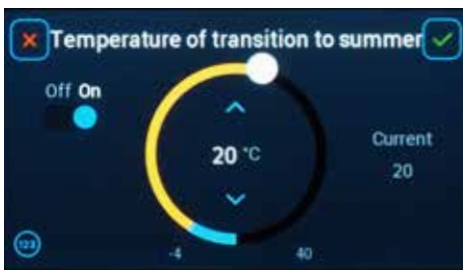 Temperature of transition to summer
Off On
20 °C
Current
20
123
-4
40